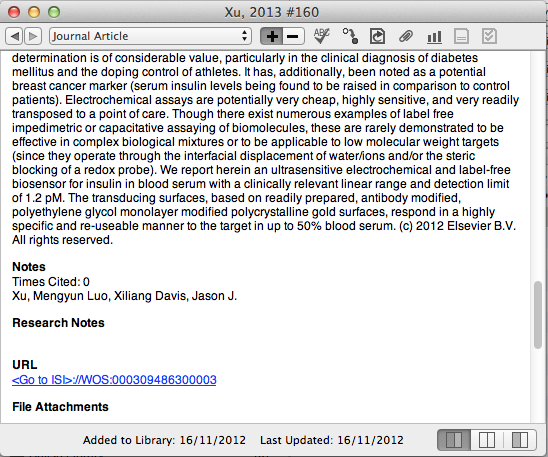 Xu, 2013 #160
Journal Article
ABC
determination is of considerable value, particularly in the clinical diagnosis of diabetes
mellitus and the doping control of athletes. It has, additionally, been noted as a potential
breast cancer marker (serum insulin levels being found to be raised in comparison to control
patients). Electrochemical assays are potentially very cheap, highly sensitive, and very readily
transposed to a point of care. Though there exist numerous examples of label free
impedimetric or capacitative assaying of biomolecules, these are rarely demonstrated to be
effective in complex biological mixtures or to be applicable to low molecular weight targets
(since they operate through the interfacial displacement of water/ions and/or the steric
blocking of a redox probe). We report herein an ultrasensitive electrochemical and label-free
biosensor for insulin in blood serum with a clinically relevant linear range and detection limit
of 1.2 pM. The transducing surfaces, based on readily prepared, antibody modified,
polyethylene glycol monolayer modified polycrystalline gold surfaces, respond in a highly
specific and re-useable manner to the target in up to 50% blood serum. (c) 2012 Elsevier B.V.
All rights reserved.
Notes
Times Cited: 0
Xu, Mengyun Luo, Xiliang Davis, Jason J.
Research Notes
URL
<Go to ISI>://WOS:000309486300003
File Attachments
Added to Library: 16/11/2012 Last Updated: 16/11/2012